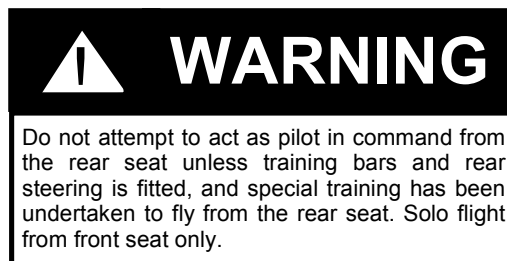 WARNING
Do not attempt to act as pilot in command from
the rear seat unless training bars and rear
steering is fitted, and special training has been
undertaken to fly from the rear seat. Solo flight
from front seat only.